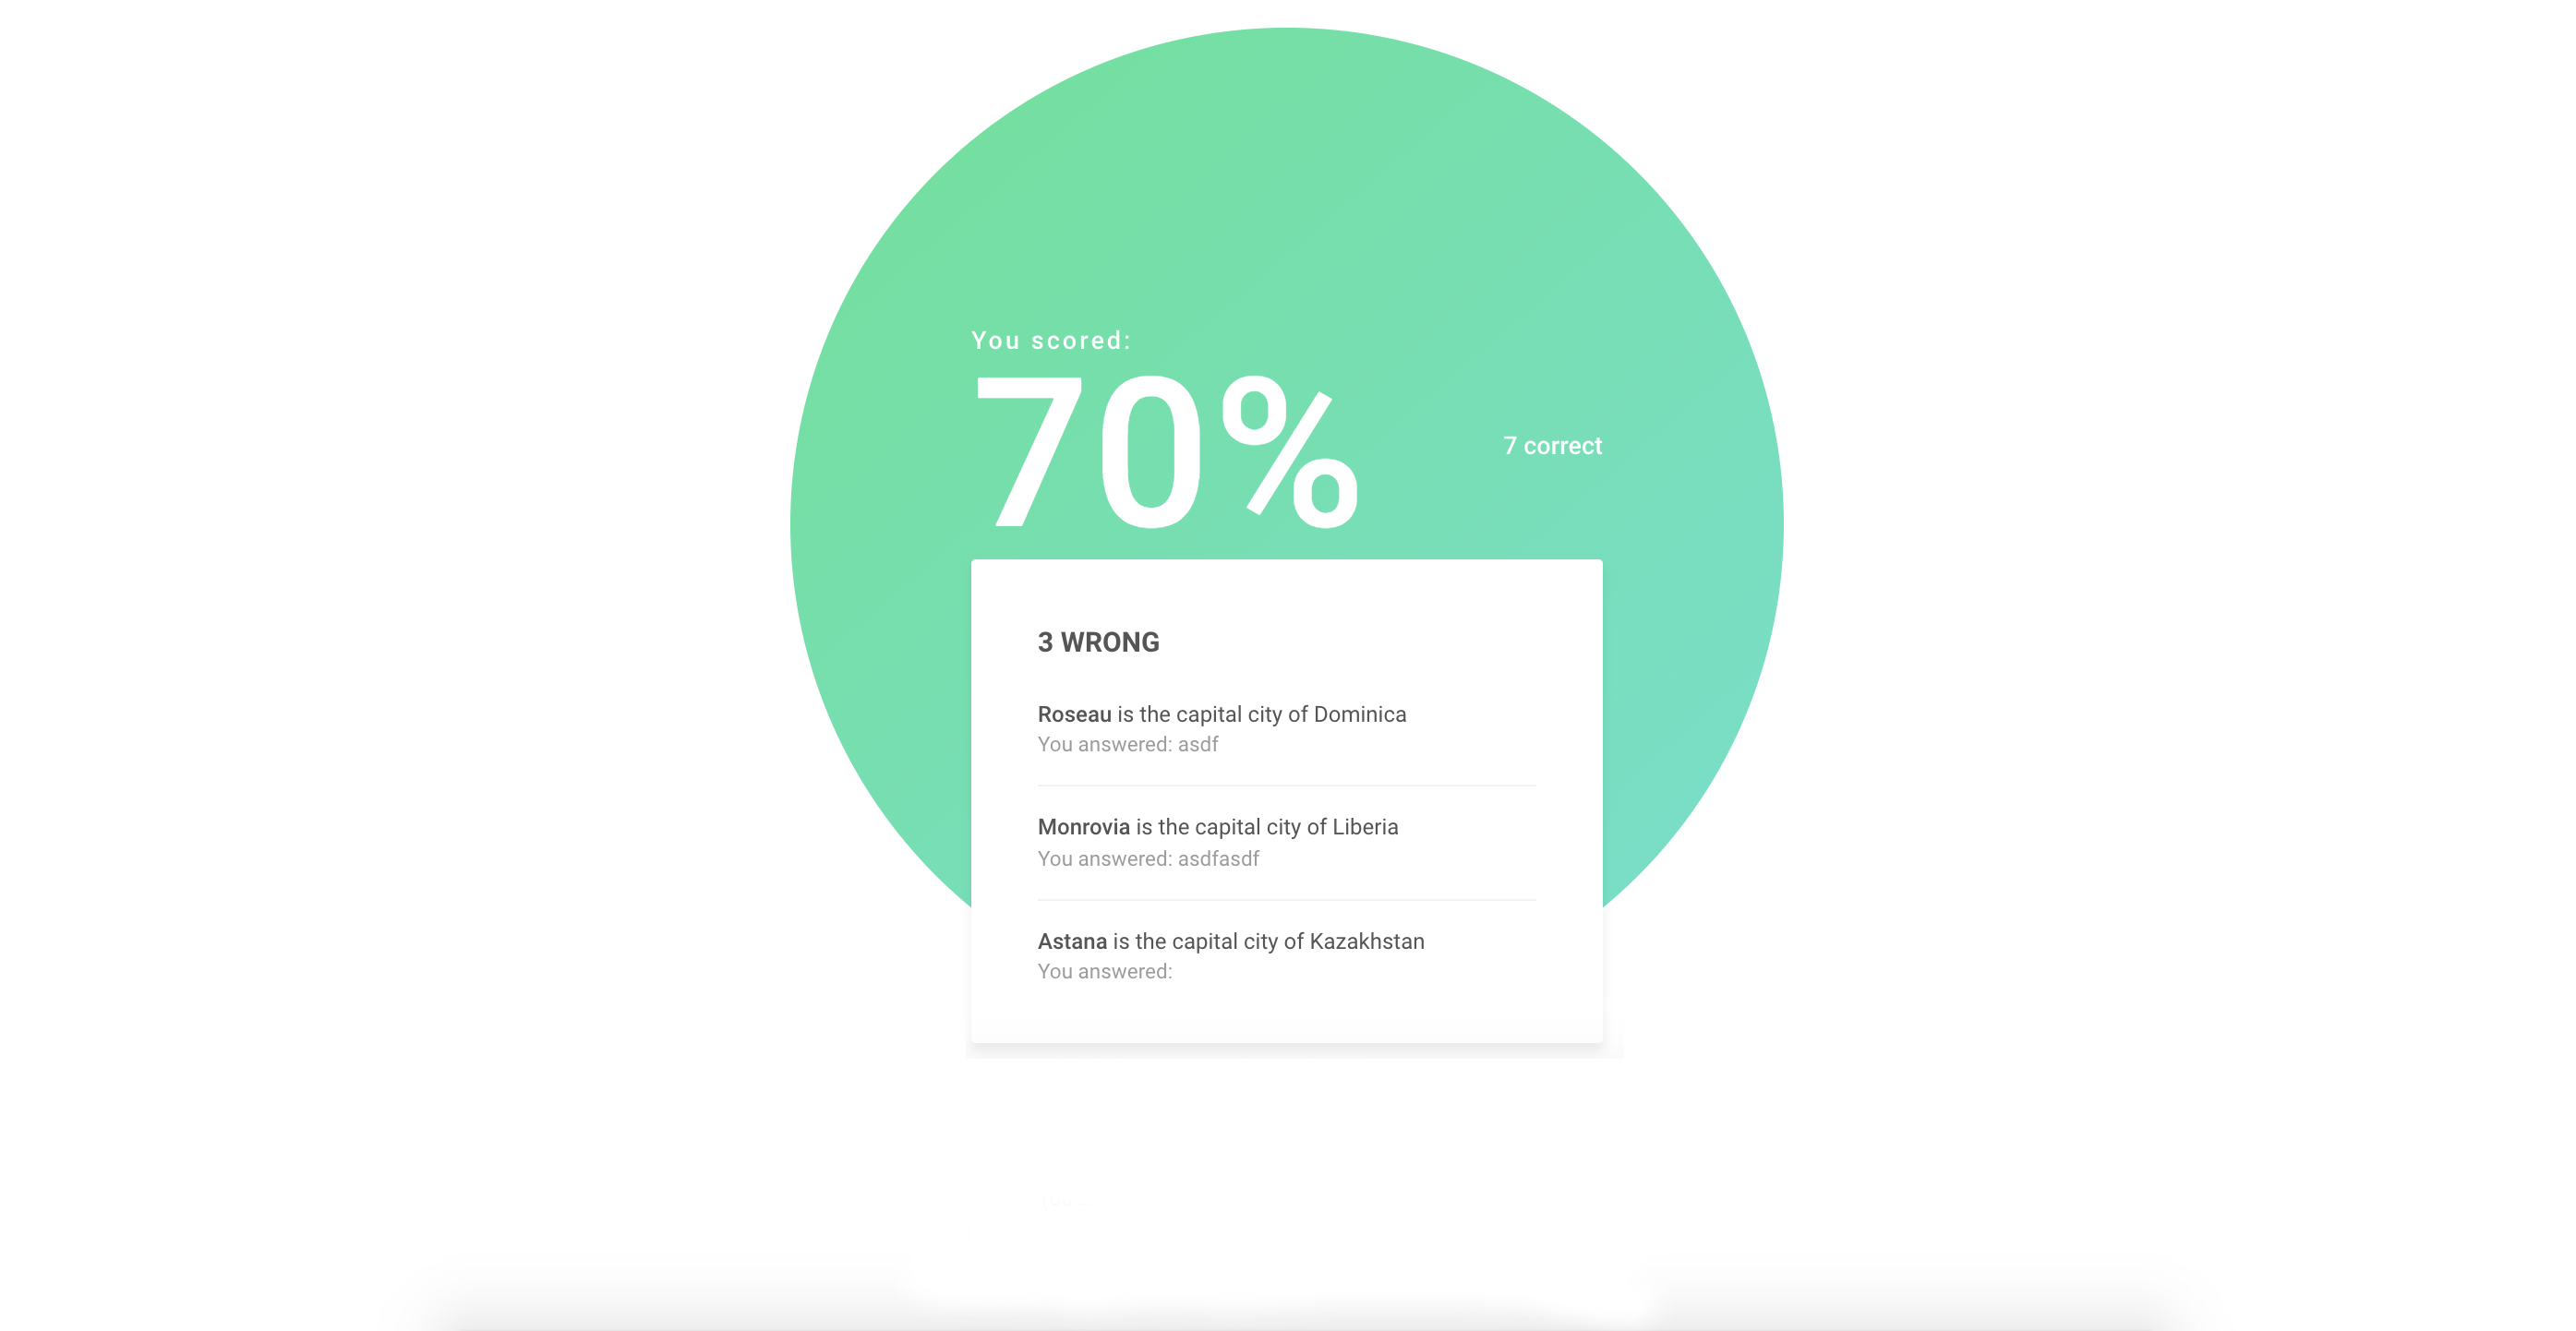 You scored:
70%
7 correct
3 WRONG
Roseau is the capital city of Dominica
You answered: asdf
Monrovia is the capital city of Liberia
You answered: asdfasdf
Astana is the capital city of Kazakhstan
You answered: